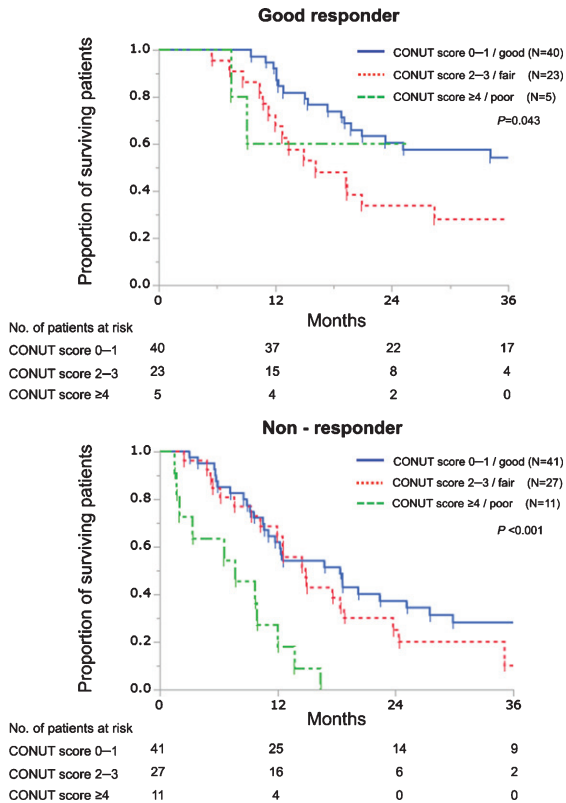 Good responder
Proportion of surviving patients
1.0
0.8
0.6
0.4
0.2
0.0
CONUT score 0–1 / good (N=40)
CONUT score 2–3 / fair (N=23)
CONUT score ≥4 / poor (N=5)
P=0.043
0 12 24 36
Months
No. of patients at risk
CONUT score 0–1 40 37 22 17
CONUT score 2–3 23 15 8 4
CONUT score ≥4 5 4 2 0
Non - responder
Proportion of surviving patients
1.0
0.8
0.6
0.4
0.2
0.0
CONUT score 0–1 / good (N=41)
CONUT score 2–3 / fair (N=27)
CONUT score ≥4 / poor (N=11)
P <0.001
0 12 24 36
Months
No. of patients at risk
CONUT score 0–1 41 25 14 9
CONUT score 2–3 27 16 6 2
CONUT score ≥4 11 4 0 0